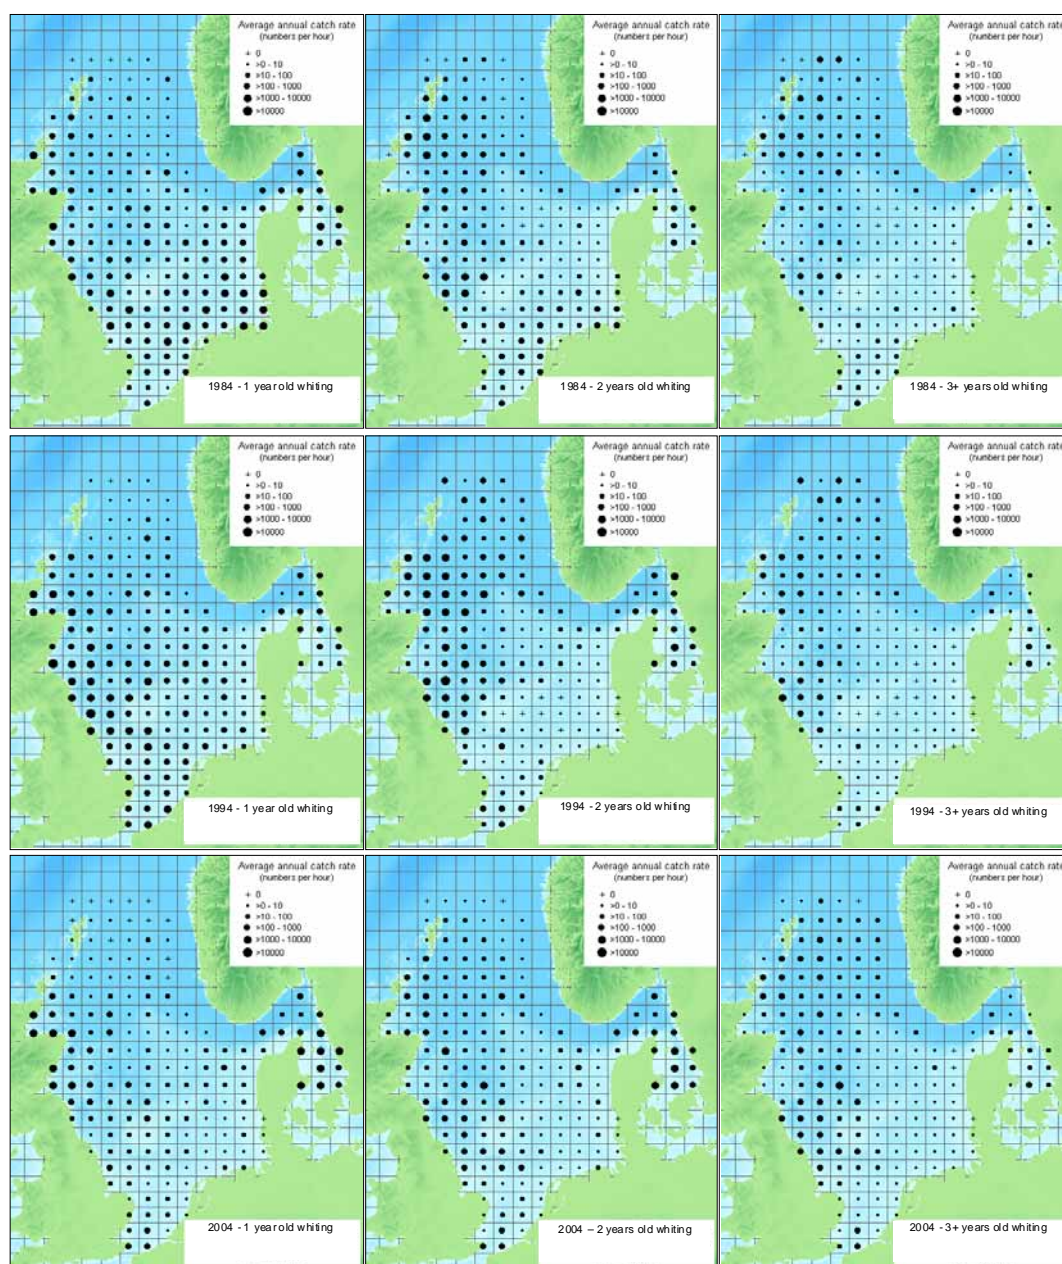 Average annual catch rate
(numbers per hour)
+ 0
>0 - 10
>10 - 100
>100 - 1000
>1000 - 10000
>10000
1984 - 1 year old whiting
Average annual catch rate
(numbers per hour)
+ 0
>0 - 10
>10 - 100
>100 - 1000
>1000 - 10000
>10000
1984 - 2 years old whiting
Average annual catch rate
(numbers per hour)
+ 0
>0 - 10
>10 - 100
>100 - 1000
>1000 - 10000
>10000
1984 - 3+ years old whiting
Average annual catch rate
(numbers per hour)
+ 0
>0 - 10
>10 - 100
>100 - 1000
>1000 - 10000
>10000
1994 - 1 year old whiting
Average annual catch rate
(numbers per hour)
+ 0
>0 - 10
>10 - 100
>100 - 1000
>1000 - 10000
>10000
1994 - 2 years old whiting
Average annual catch rate
(numbers per hour)
+ 0
>0 - 10
>10 - 100
>100 - 1000
>1000 - 10000
>10000
1994 - 3+ years old whiting
Average annual catch rate
(numbers per hour)
+ 0
>0 - 10
>10 - 100
>100 - 1000
>1000 - 10000
>10000
2004 - 1 year old whiting
Average annual catch rate
(numbers per hour)
+ 0
>0 - 10
>10 - 100
>100 - 1000
>1000 - 10000
>10000
2004 – 2 years old whiting
Average annual catch rate
(numbers per hour)
+ 0
>0 - 10
>10 - 100
>100 - 1000
>1000 - 10000
>10000
2004 - 3+ years old whiting